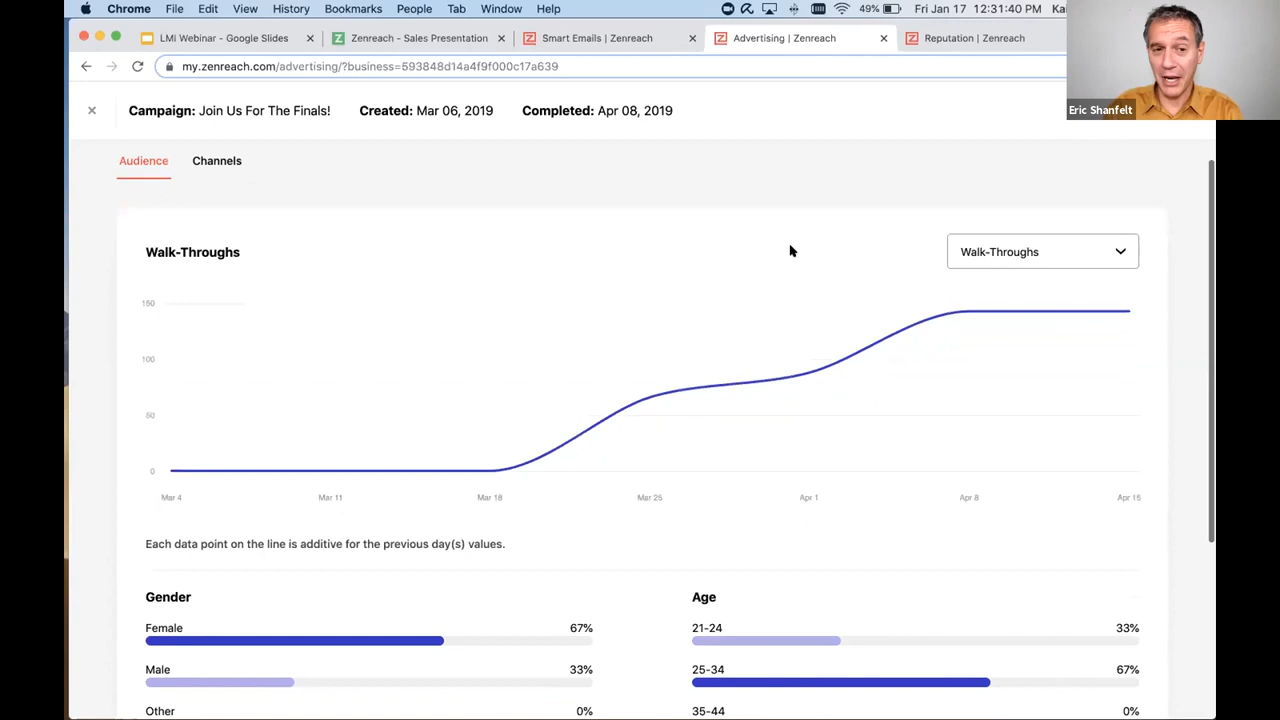 Chrome File Edit View History Bookmarks People Tab Window Help 49% Fri Jan 17 12:31:40 PM
LMI Webinar - Google Slides Zenreach - Sales Presentation Smart Emails | Zenreach Advertising | Zenreach Reputation | Zenreach
my.zenreach.com/advertising/?business=593848d14a4f9f000c17a639
Eric Shanfelt
Campaign: Join Us For The Finals! Created: Mar 06, 2019 Completed: Apr 08, 2019
Audience Channels
Walk-Throughs Walk-Throughs
150
100
50
0
Mar 4 Mar 11 Mar 18 Mar 25 Apr 1 Apr 8 Apr 15
Each data point on the line is additive for the previous day(s) values.
Gender Age
Female 67% 21-24 33%
Male 33% 25-34 67%
Other 0% 35-44 0%